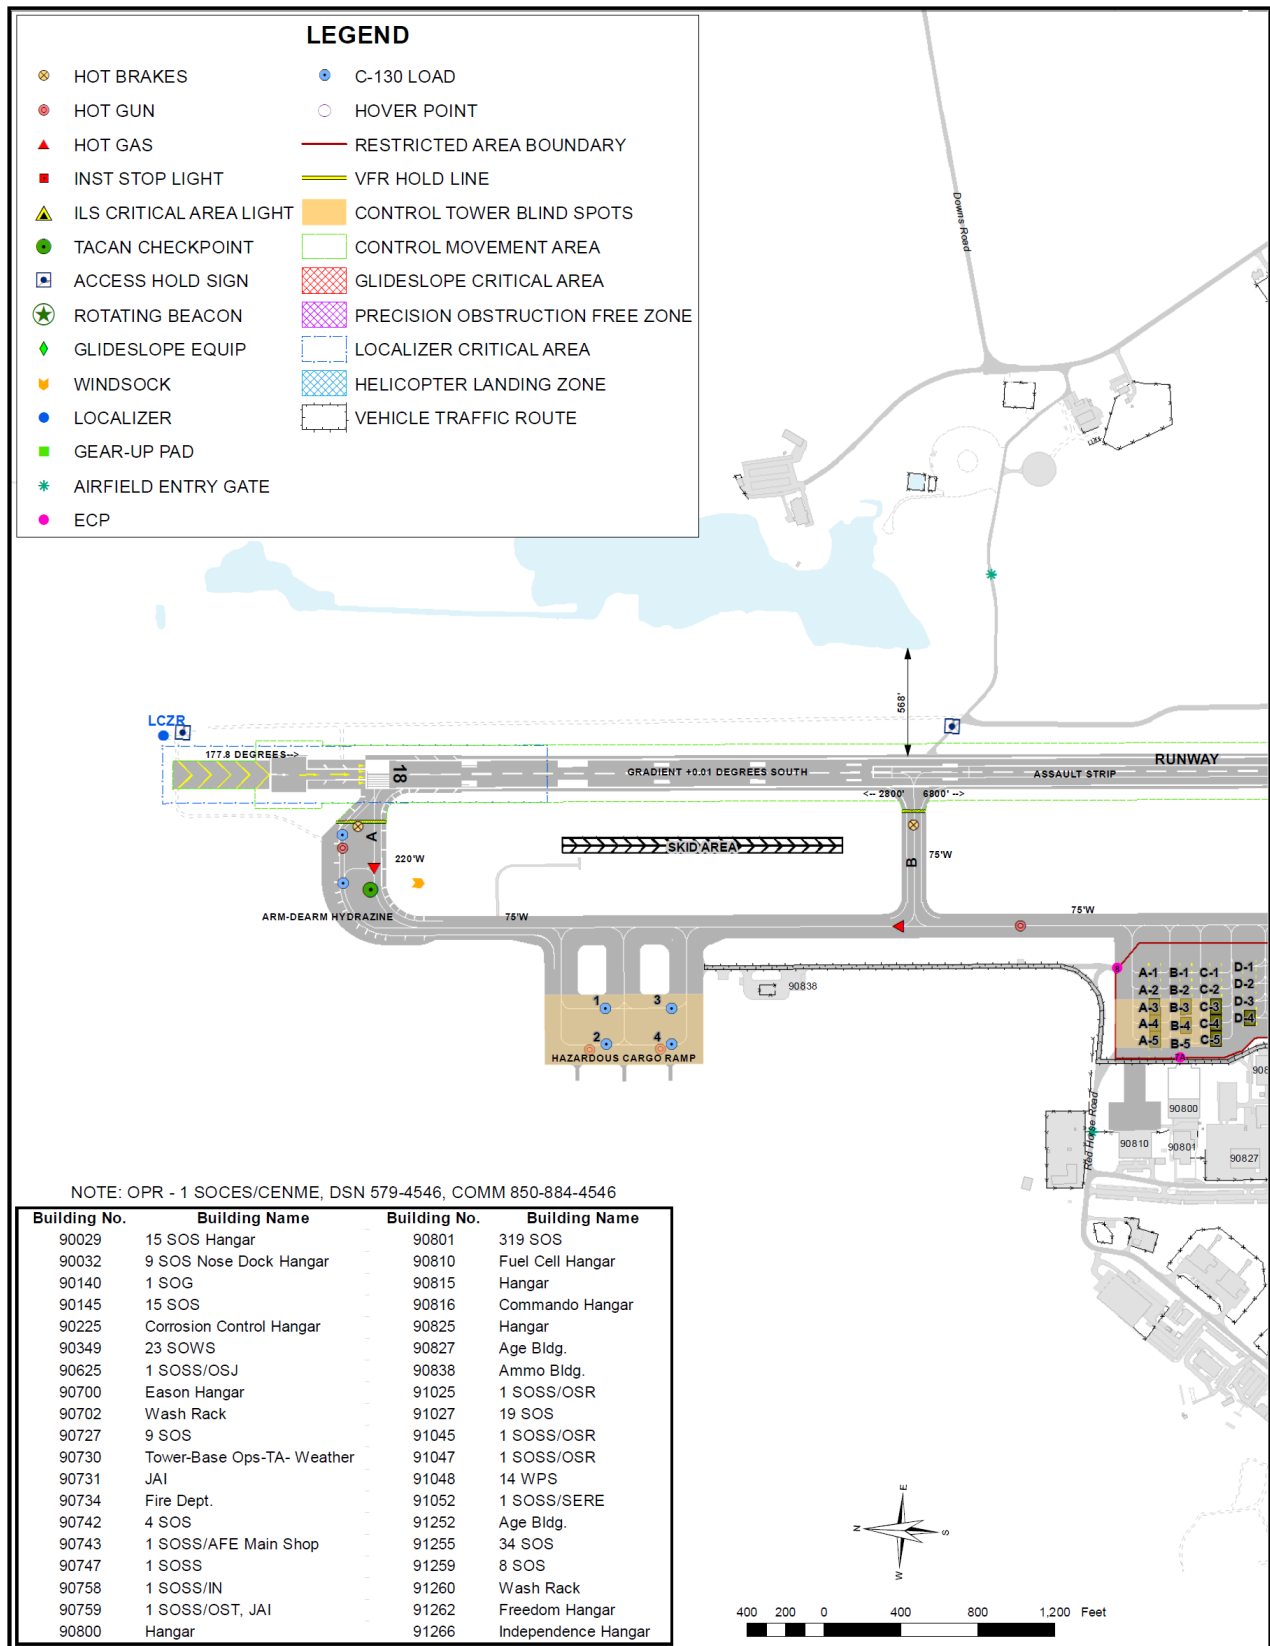 LEGEND
HOT BRAKES
HOT GUN
HOT GAS
INST STOP LIGHT
ILS CRITICAL AREA LIGHT
TACAN CHECKPOINT
ACCESS HOLD SIGN
ROTATING BEACON
GLIDESLOPE EQUIP
WINDSOCK
LOCALIZER
GEAR-UP PAD
AIRFIELD ENTRY GATE
ECP
C-130 LOAD
HOVER POINT
RESTRICTED AREA BOUNDARY
VFR HOLD LINE
CONTROL TOWER BLIND SPOTS
CONTROL MOVEMENT AREA
GLIDESLOPE CRITICAL AREA
PRECISION OBSTRUCTION FREE ZONE
LOCALIZER CRITICAL AREA
HELICOPTER LANDING ZONE
VEHICLE TRAFFIC ROUTE
Downs Road
568'
LCZR
177.8 DEGREES-->
18
GRADIENT +0.01 DEGREES SOUTH
RUNWAY
ASSAULT STRIP
<-- 2800' 6800' -->
A
220'W
SKID AREA
B
75'W
ARM-DEARM HYDRAZINE
75'W
75'W
8
A-1 B-1 C-1 D-1
A-2 B-2 C-2 D-2
A-3 B-3 C-3 D-3
A-4 B-4 C-4 D-4
A-5 B-5 C-5
7A
90838
1 3
2 4
HAZARDOUS CARGO RAMP
Red Horse Road
908
90800
90810
90801
90827
NOTE: OPR - 1 SOCES/CENME, DSN 579-4546, COMM 850-884-4546
Building No. Building Name Building No. Building Name
90029 15 SOS Hangar 90801 319 SOS
90032 9 SOS Nose Dock Hangar 90810 Fuel Cell Hangar
90140 1 SOG 90815 Hangar
90145 15 SOS 90816 Commando Hangar
90225 Corrosion Control Hangar 90825 Hangar
90349 23 SOWS 90827 Age Bldg.
90625 1 SOSS/OSJ 90838 Ammo Bldg.
90700 Eason Hangar 91025 1 SOSS/OSR
90702 Wash Rack 91027 19 SOS
90727 9 SOS 91045 1 SOSS/OSR
90730 Tower-Base Ops-TA- Weather 91047 1 SOSS/OSR
90731 JAI 91048 14 WPS
90734 Fire Dept. 91052 1 SOSS/SERE
90742 4 SOS 91252 Age Bldg.
90743 1 SOSS/AFE Main Shop 91255 34 SOS
90747 1 SOSS 91259 8 SOS
90758 1 SOSS/IN 91260 Wash Rack
90759 1 SOSS/OST, JAI 91262 Freedom Hangar
90800 Hangar 91266 Independence Hangar
E
N
S
W
400 200 0 400 800 1,200 Feet